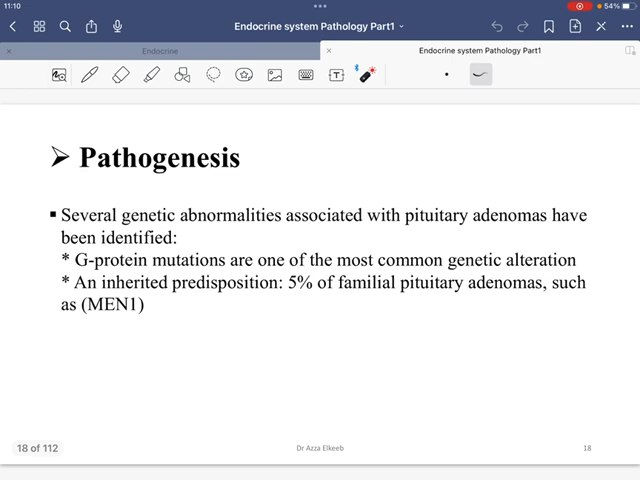 11:10
54%
Endocrine system Pathology Part1
Endocrine
Endocrine system Pathology Part1
T
➢ Pathogenesis
▪ Several genetic abnormalities associated with pituitary adenomas have
been identified:
* G-protein mutations are one of the most common genetic alteration
* An inherited predisposition: 5% of familial pituitary adenomas, such
as (MEN1)
18 of 112
Dr Azza Elkeeb
18